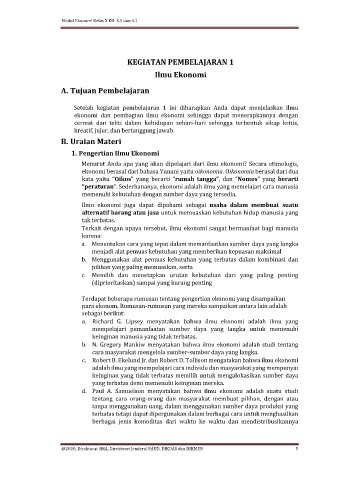 Modul Ekonomi Kelas X KD 3.1 dan 4.1
KEGIATAN PEMBELAJARAN 1
Ilmu Ekonomi
A. Tujuan Pembelajaran
Setelah kegiatan pembelajaran 1 ini diharapkan Anda dapat menjelaskan ilmu
ekonomi dan pembagian ilmu ekonomi sehingga dapat menerapkannya dengan
cermat dan teliti dalam kehidupan sehari-hari sehingga terbentuk sikap kritis,
kreatif, jujur, dan bertanggung jawab.
B. Uraian Materi
1. Pengertian Ilmu Ekonomi
Menurut Anda apa yang akan dipelajari dari ilmu ekonomi? Secara etimologis,
ekonomi berasal dari bahasa Yunani yaitu oikonomia. Oikonomia berasal dari dua
kata yaitu "Oikos" yang berarti "rumah tangga", dan "Nomos" yang berarti
"peraturan". Sederhananya, ekonomi adalah ilmu yang memelajari cara manusia
memenuhi kebutuhan dengan sumber daya yang tersedia.
Ilmu ekonomi juga dapat dipahami sebagai usaha dalam membuat suatu
alternatif barang atau jasa untuk memuaskan kebutuhan hidup manusia yang
tak terbatas.
Terkait dengan upaya tersebut, ilmu ekonomi sangat bermanfaat bagi manusia
karena:
a. Menentukan cara yang tepat dalam memanfaatkan sumber daya yang langka
menjadi alat pemuas kebutuhan yang memberikan kepuasan maksimal
b. Menggunakan alat pemuas kebutuhan yang terbatas dalam kombinasi dan
pilihan yang paling memuaskan, serta
c. Memilih dan menetapkan urutan kebutuhan dari yang paling penting
(diprioritaskan) sampai yang kurang penting
Terdapat beberapa rumusan tentang pengertian ekonomi yang disampaikan
para ekonom. Rumusan-rumusan yang mereka sampaikan antara lain adalah
sebagai berikut:
a. Richard G. Lipsey menyatakan bahwa ilmu ekonomi adalah ilmu yang
mempelajari pemanfaatan sumber daya yang langka untuk memenuhi
keinginan manusia yang tidak terbatas.
b. N. Gregory Mankiw menyatakan bahwa ilmu ekonomi adalah studi tentang
cara masyarakat mengelola sumber-sumber daya yang langka.
c. Robert B. Ekelund Jr. dan Robert D. Tollison mengatakan bahwa ilmu ekonomi
adalah ilmu yang mempelajari cara individu dan masyarakat yang mempunyai
keinginan yang tidak terbatas memilih untuk mengalokasikan sumber daya
yang terbatas demi memenuhi keinginan mereka.
d. Paul A. Samuelson menyatakan bahwa ilmu ekonomi adalah suatu studi
tentang cara orang-orang dan masyarakat membuat pilihan, dengan atau
tanpa menggunakan uang, dalam menggunakan sumber daya produksi yang
terbatas tetapi dapat dipergunakan dalam berbagai cara untuk menghasilkan
berbagai jenis komoditas dari waktu ke waktu dan mendistribusikannya
@2020, Direktorat SMA, Direktorat Jenderal PAUD, DIKDAS dan DIKMEN